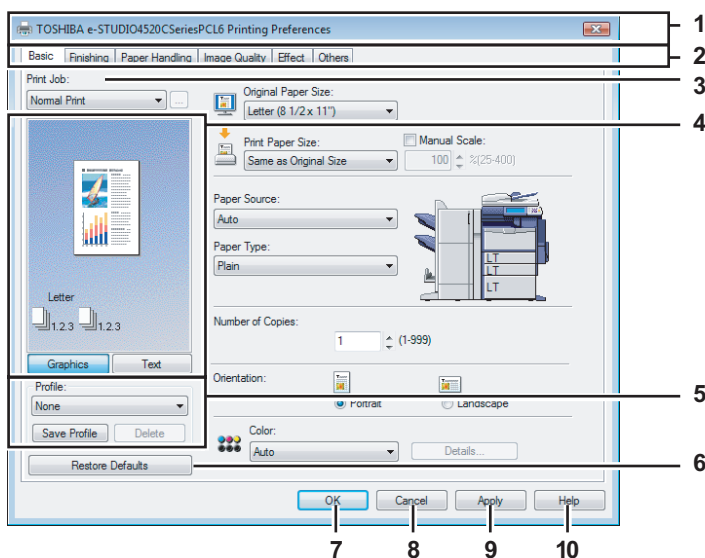 TOSHIBA e-STUDIO4520CSeriesPCL6 Printing Preferences
1
Basic Finishing Paper Handling Image Quality Effect Others
2
Print Job:
3
Normal Print
...
Original Paper Size:
Letter (8 1/2 x 11")
4
Print Paper Size:
Same as Original Size
Manual Scale:
100 %(25-400)
Paper Source:
Auto
Paper Type:
Plain
LT
LT
LT
Letter
1.2.3 1.2.3
Graphics Text
Number of Copies:
1 (1-999)
Profile:
5
None
Save Profile Delete
Orientation:
Portrait Landscape
Restore Defaults
6
Color:
Auto
Details...
OK Cancel Apply Help
7 8 9 10